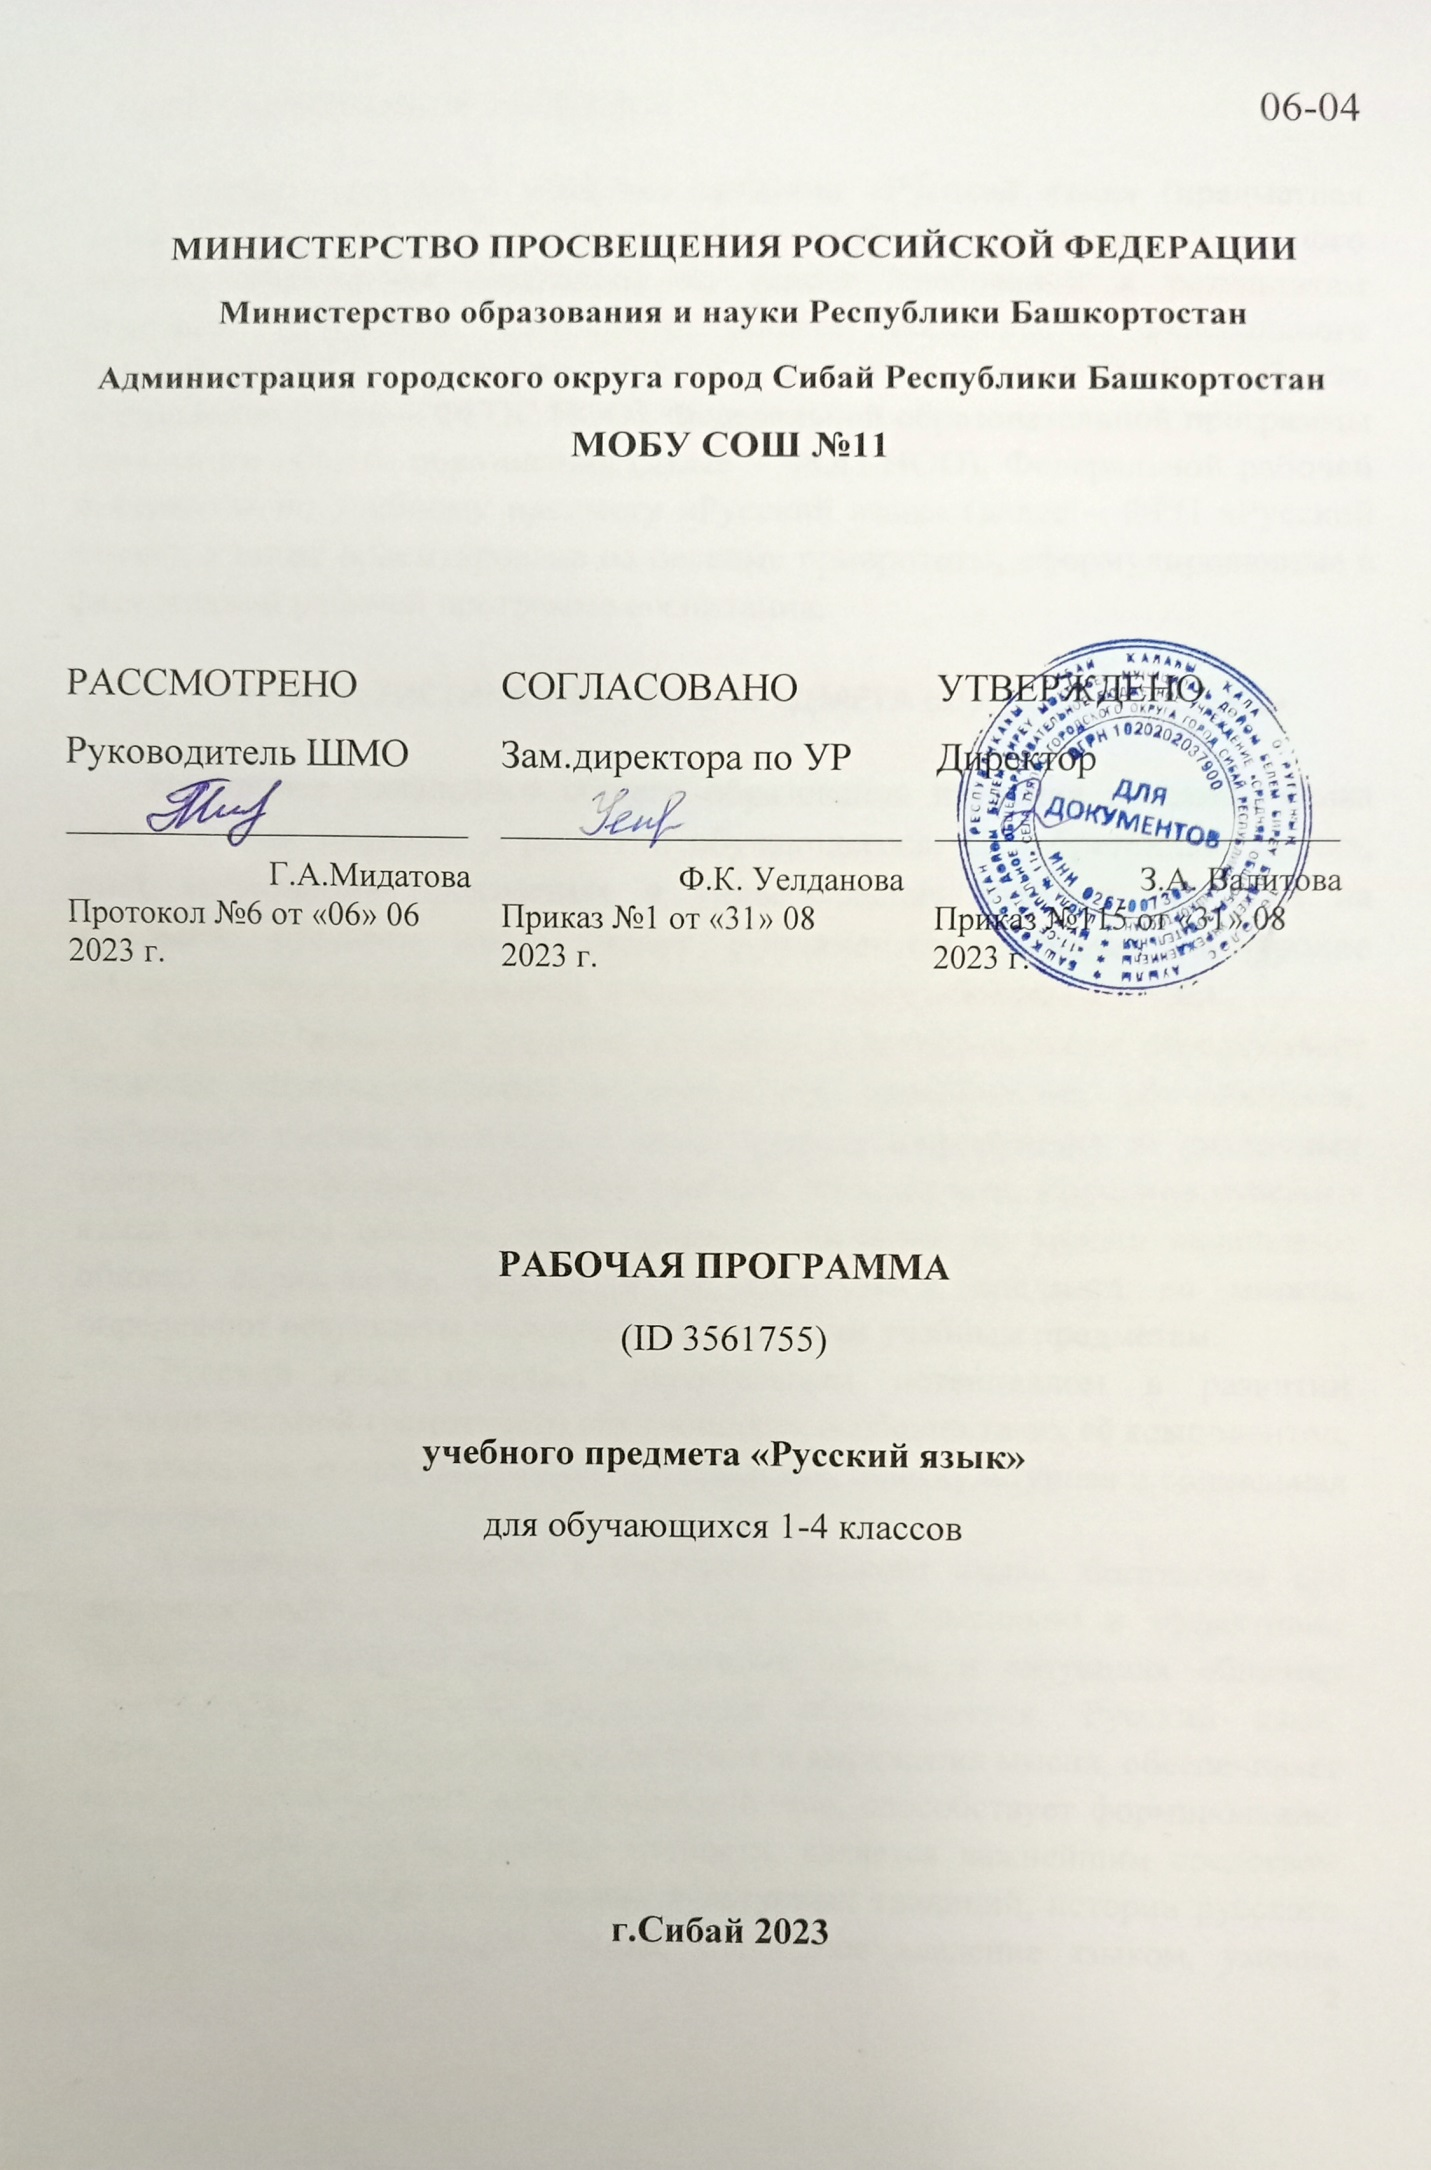 06-04
МИНИСТЕРСТВО ПРОСВЕЩЕНИЯ РОССИЙСКОЙ ФЕДЕРАЦИИ
Министерство образования и науки Республики Башкортостан
Администрация городского округа город Сибай Республики Башкортостан
МОБУ СОШ №11
РАССМОТРЕНО
Руководитель ШМО
Г.А.Мидатова
Протокол №6 от «06» 06
2023 г.
СОГЛАСОВАНО
Зам.директора по УР
Ф.К. Уелданова
Приказ №1 от «31» 08
2023 г.
УТВЕРЖДЕНО
Директор
З.А. Валитова
Приказ №115 от «31» 08
2023 г.
ОГРН 1020202037900
ДЛЯ
ДОКУМЕНТОВ
ИНН
РАБОЧАЯ ПРОГРАММА
(ID 3561755)
учебного предмета «Русский язык»
для обучающихся 1-4 классов
г.Сибай 2023